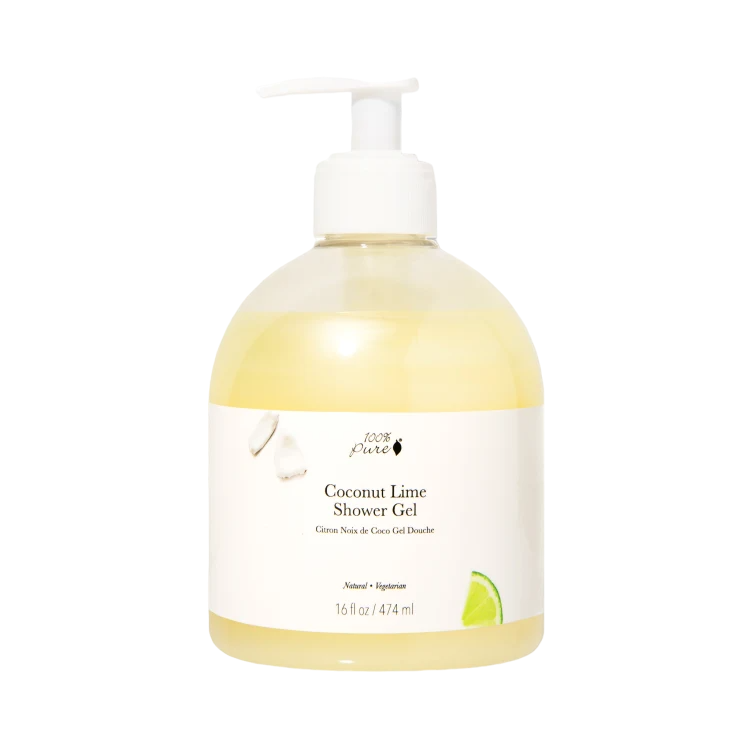 100%
pure
Coconut Lime
Shower Gel
Citron Noix de Coco Gel Douche
Natural • Vegetarian
16 fl oz / 474 ml